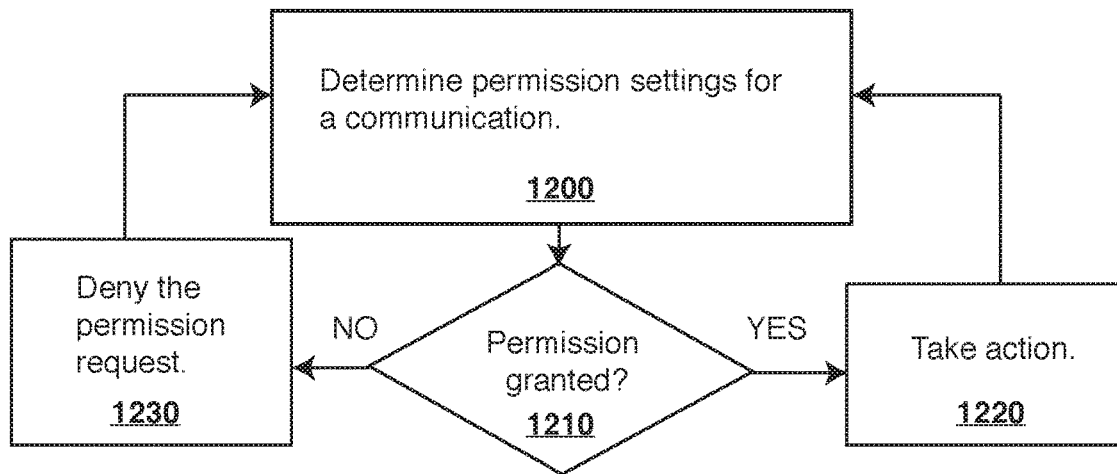 Determine permission settings for
a communication.
1200
Deny the
permission
request.
1230
NO
Permission
granted?
1210
YES
Take action.
1220